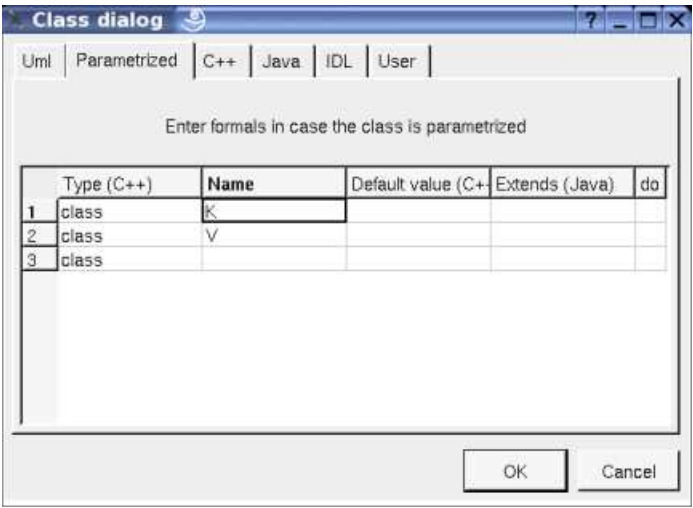 Class dialog ? _ □ X
Uml Parametrized C++ Java IDL User
Enter formals in case the class is parametrized
Type (C++) Name Default value (C+ Extends (Java) do
1 class K
2 class V
3 class
OK Cancel